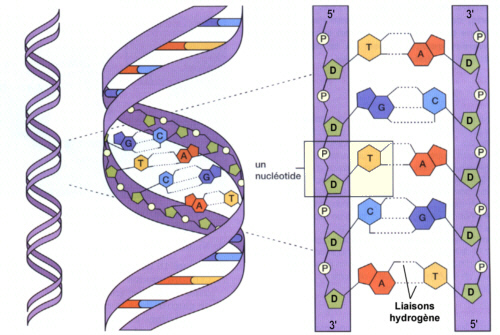 5' 3'
P
T A
P
D D
P
G C
P
D D
G C
T A
C G
A T
un
nucléotide
P
T A
P
D D
P
C G
P
D D
P
A T
P
D D
Liaisons
hydrogène
3' 5'